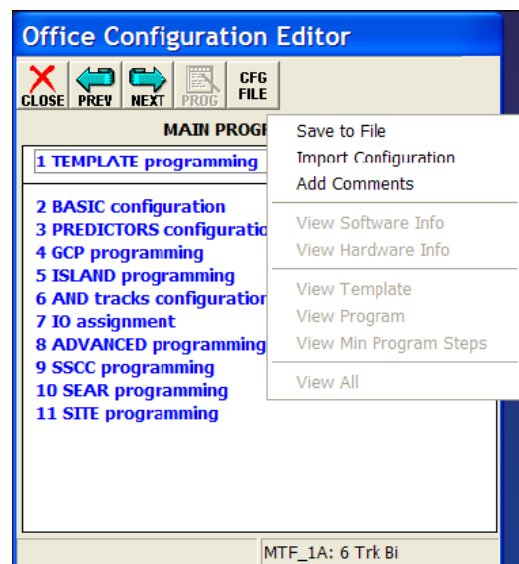 Office Configuration Editor
CLOSE PREV NEXT PROG CFG FILE
MAIN PROGR
1 TEMPLATE programming
2 BASIC configuration
3 PREDICTORS configuratio
4 GCP programming
5 ISLAND programming
6 AND tracks configuration
7 IO assignment
8 ADVANCED programming
9 SSCC programming
10 SEAR programming
11 SITE programming
Save to File
Import Configuration
Add Comments
View Software Info
View Hardware Info
View Template
View Program
View Min Program Steps
View All
MTF_1A: 6 Trk Bi